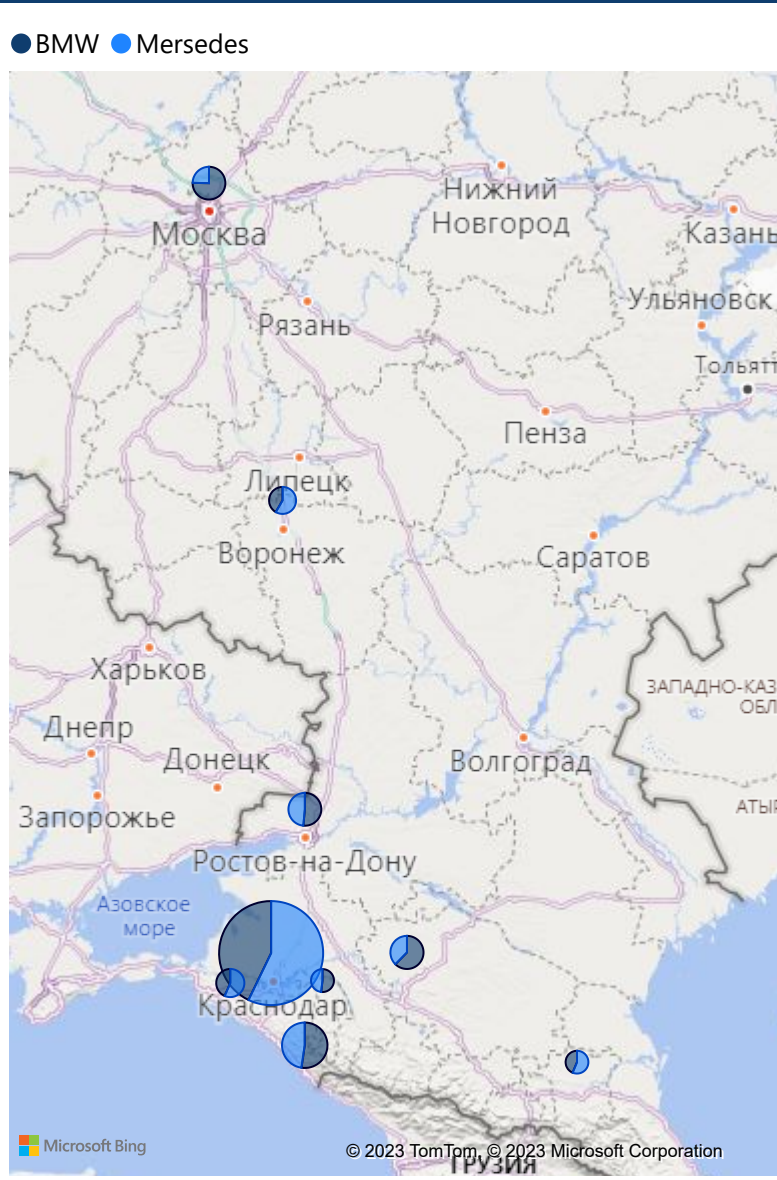 BMW Mersedes
Нижний
Новгород
Москва
Казань
Ульяновск
Рязань
Тольятт
Пенза
Липецк
Воронеж
Саратов
Харьков
ЗАПАДНО-КАЗ
ОБЛ
Днепр
Донецк
Волгоград
Запорожье
АТЫР
Ростов-на-Дону
Азовское
море
Краснодар
Microsoft Bing
© 2023 TomTom, © 2023 Microsoft Corporation
ГРУЗИЯ